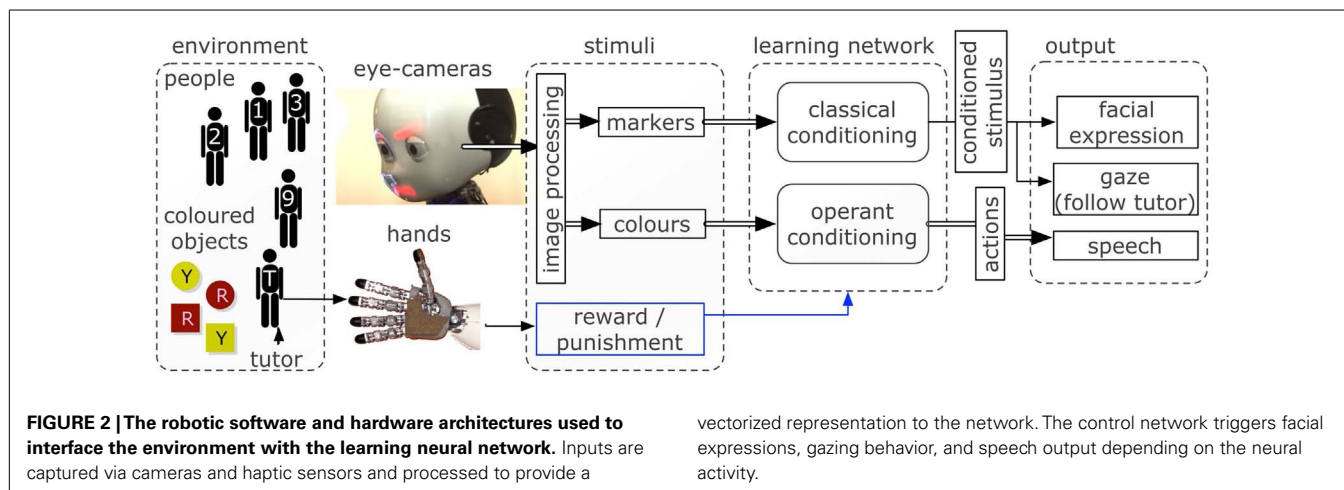 environment
people
2
1
3
9
coloured
objects
Y
R
R
Y
T
tutor
eye-cameras
hands
stimuli
image processing
markers
colours
reward /
punishment
learning network
classical
conditioning
operant
conditioning
conditioned
stimulus
actions
output
facial
expression
gaze
(follow tutor)
speech
FIGURE 2 | The robotic software and hardware architectures used to
interface the environment with the learning neural network. Inputs are
captured via cameras and haptic sensors and processed to provide a
vectorized representation to the network. The control network triggers facial
expressions, gazing behavior, and speech output depending on the neural
activity.